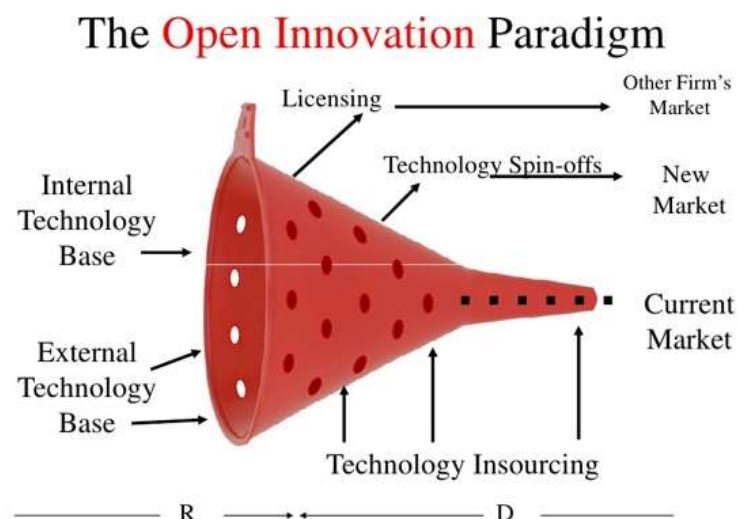 The Open Innovation Paradigm
Licensing
Other Firm's
Market
Technology Spin-offs
New
Market
Internal
Technology
Base
Current
Market
External
Technology
Base
Technology Insourcing
R
D